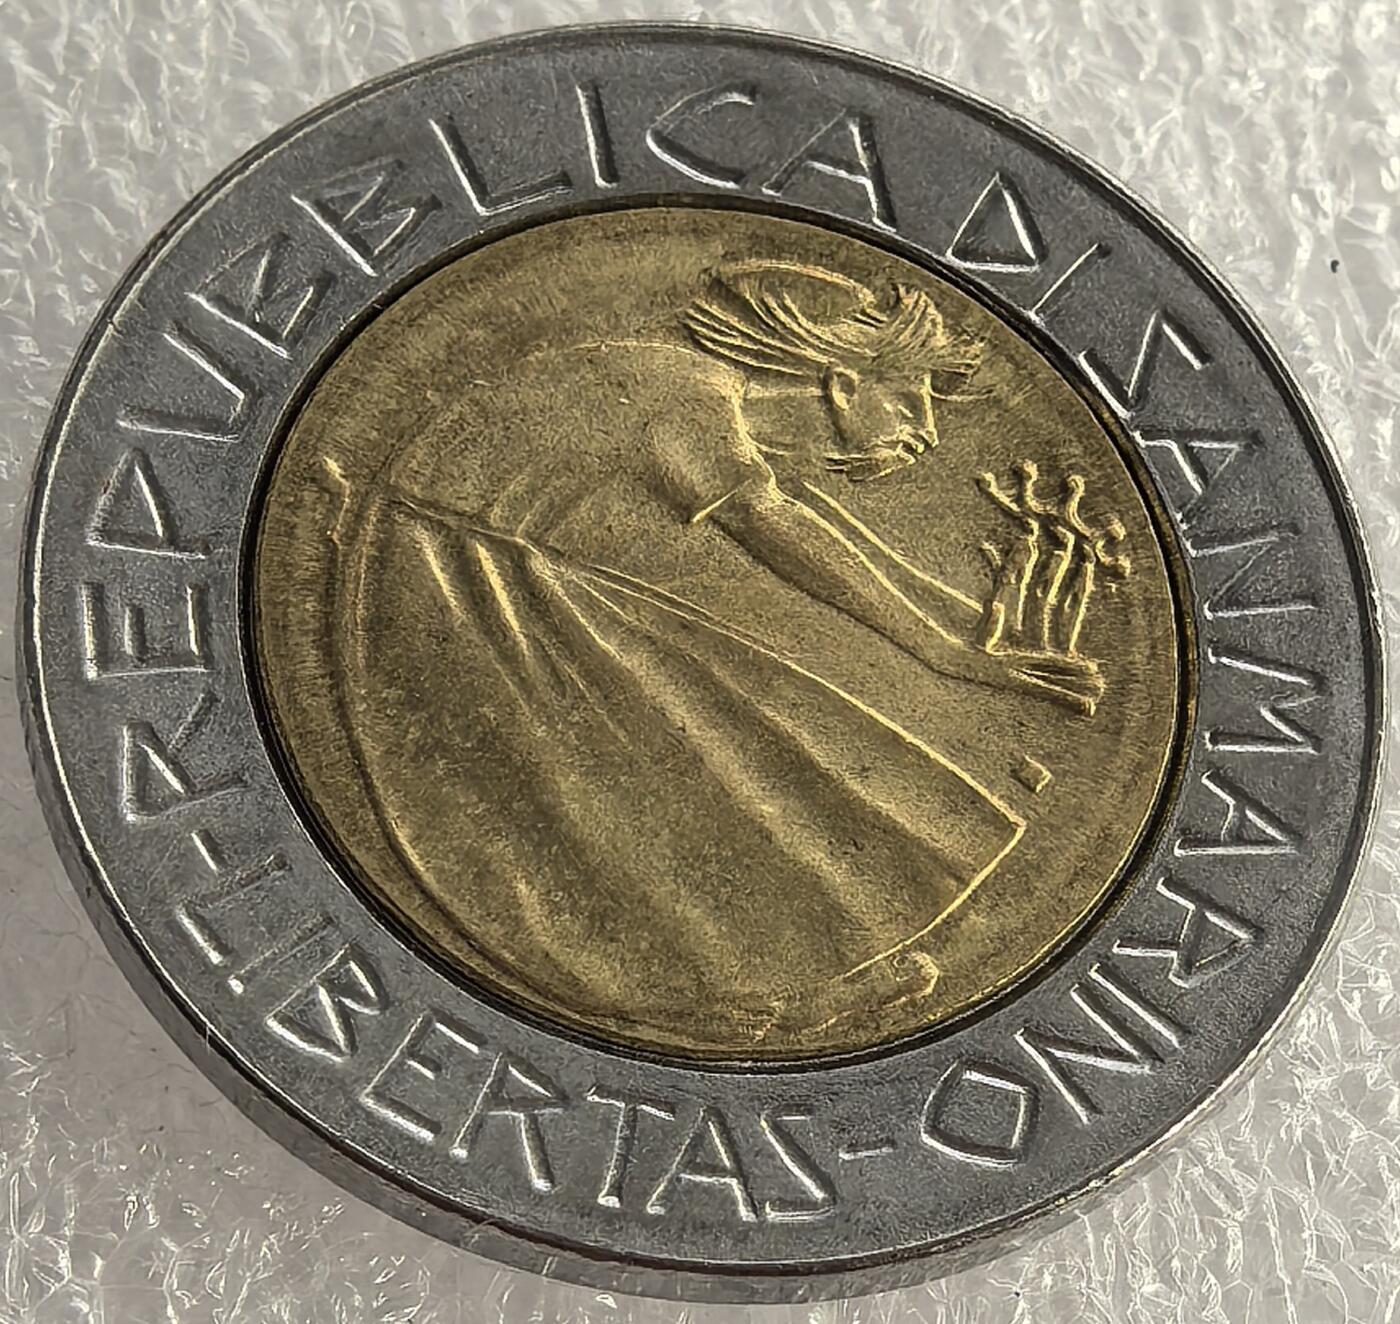 REPUBBLICA DI SAN MARINO - LIBERTAS -